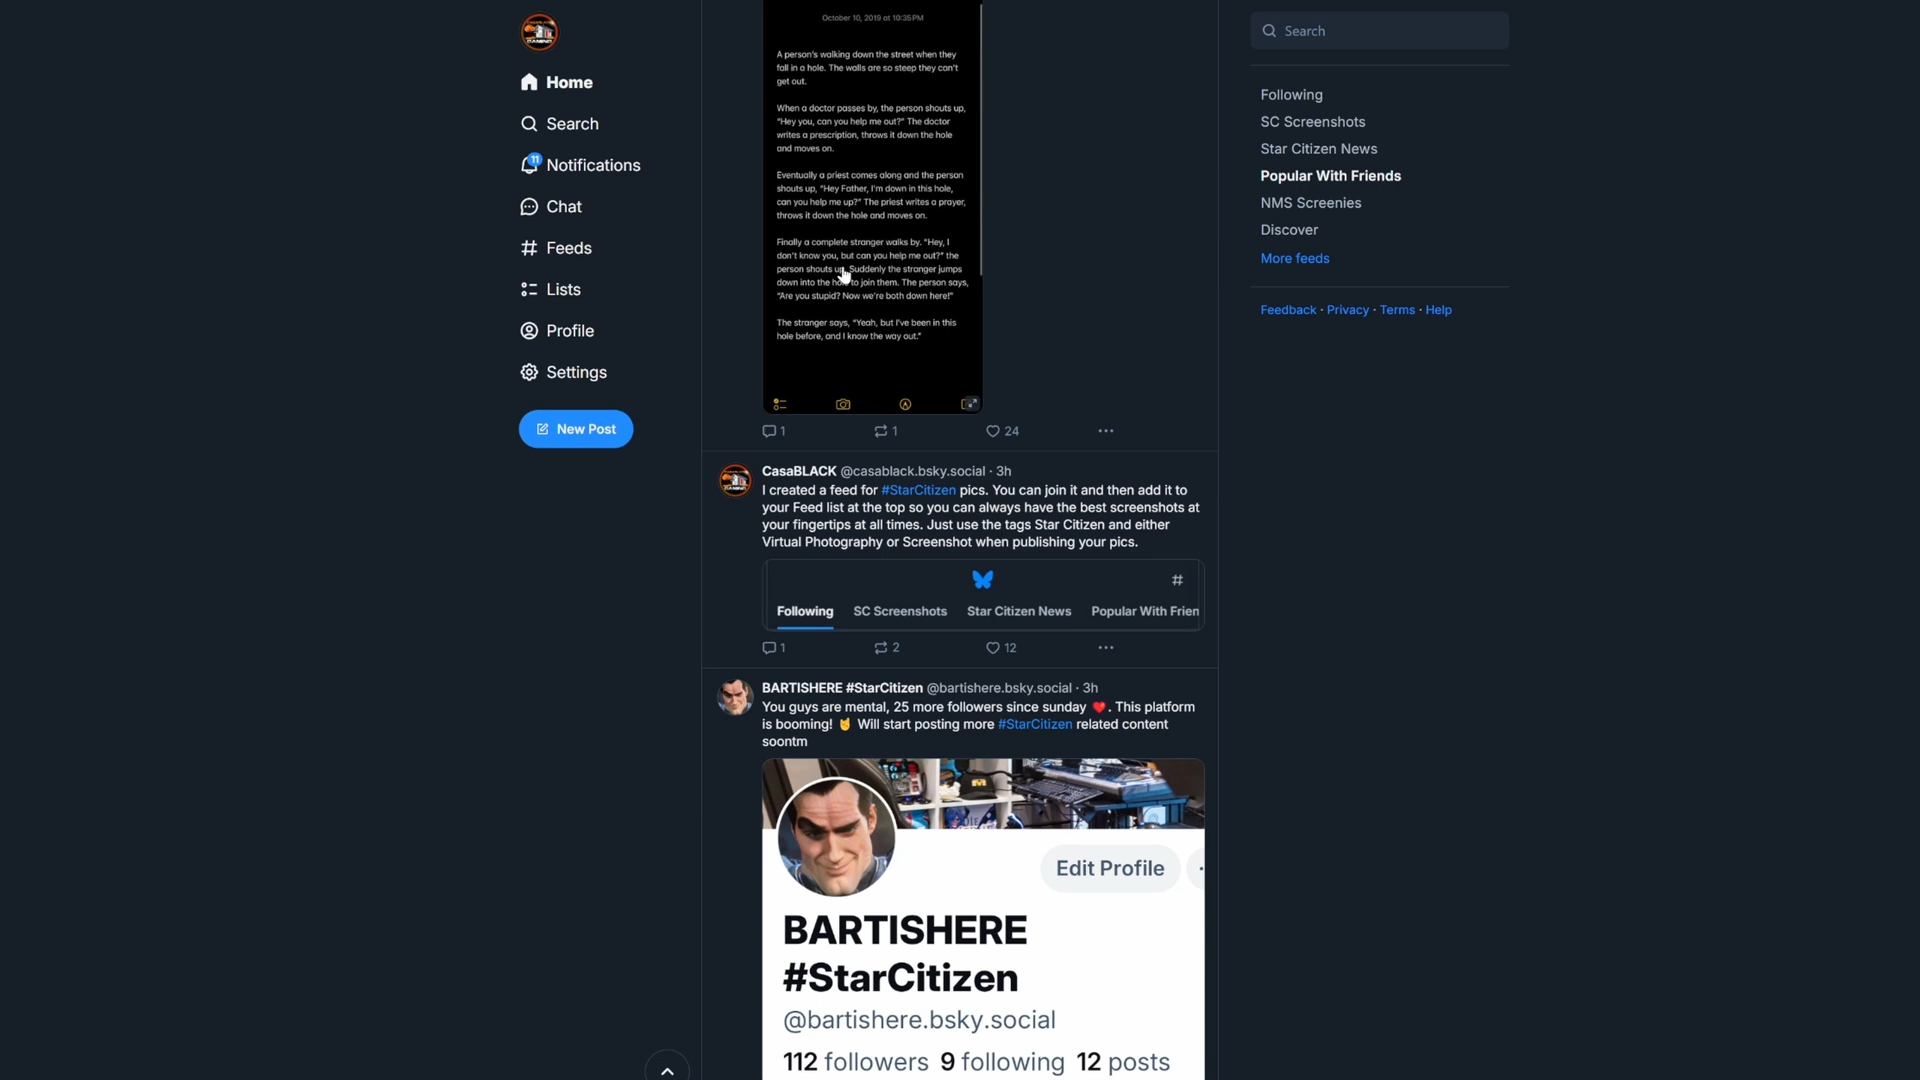 Home
Search
11
Notifications
Chat
Feeds
Lists
Profile
Settings
New Post
October 10, 2019 at 10:35 PM
A person's walking down the street when they
fall in a hole. The walls are so steep they can't
get out.
When a doctor passes by, the person shouts up,
"Hey you, can you help me out?" The doctor
writes a prescription, throws it down the hole
and moves on.
Eventually a priest comes along and the person
shouts up, "Hey Father, I'm down in this hole,
can you help me up?" The priest writes a prayer,
throws it down the hole and moves on.
Finally a complete stranger walks by. "Hey, I
don't know you, but can you help me out?" the
person shouts up. Suddenly the stranger jumps
down into the hole to join them. The person says,
"Are you stupid? Now we're both down here!"
The stranger says, "Yeah, but I've been in this
hole before, and I know the way out."
1 1 24
CasaBLACK @casablack.bsky.social · 3h
I created a feed for #StarCitizen pics. You can join it and then add it to
your Feed list at the top so you can always have the best screenshots at
your fingertips at all times. Just use the tags Star Citizen and either
Virtual Photography or Screenshot when publishing your pics.
#
Following SC Screenshots Star Citizen News Popular With Frien
1 2 12
BARTISHERE #StarCitizen @bartishere.bsky.social · 3h
You guys are mental, 25 more followers since sunday ❤️. This platform
is booming! 🤘 Will start posting more #StarCitizen related content
soontm
Edit Profile
BARTISHERE
#StarCitizen
@bartishere.bsky.social
112 followers 9 following 12 posts
Search
Following
SC Screenshots
Star Citizen News
Popular With Friends
NMS Screenies
Discover
More feeds
Feedback · Privacy · Terms · Help